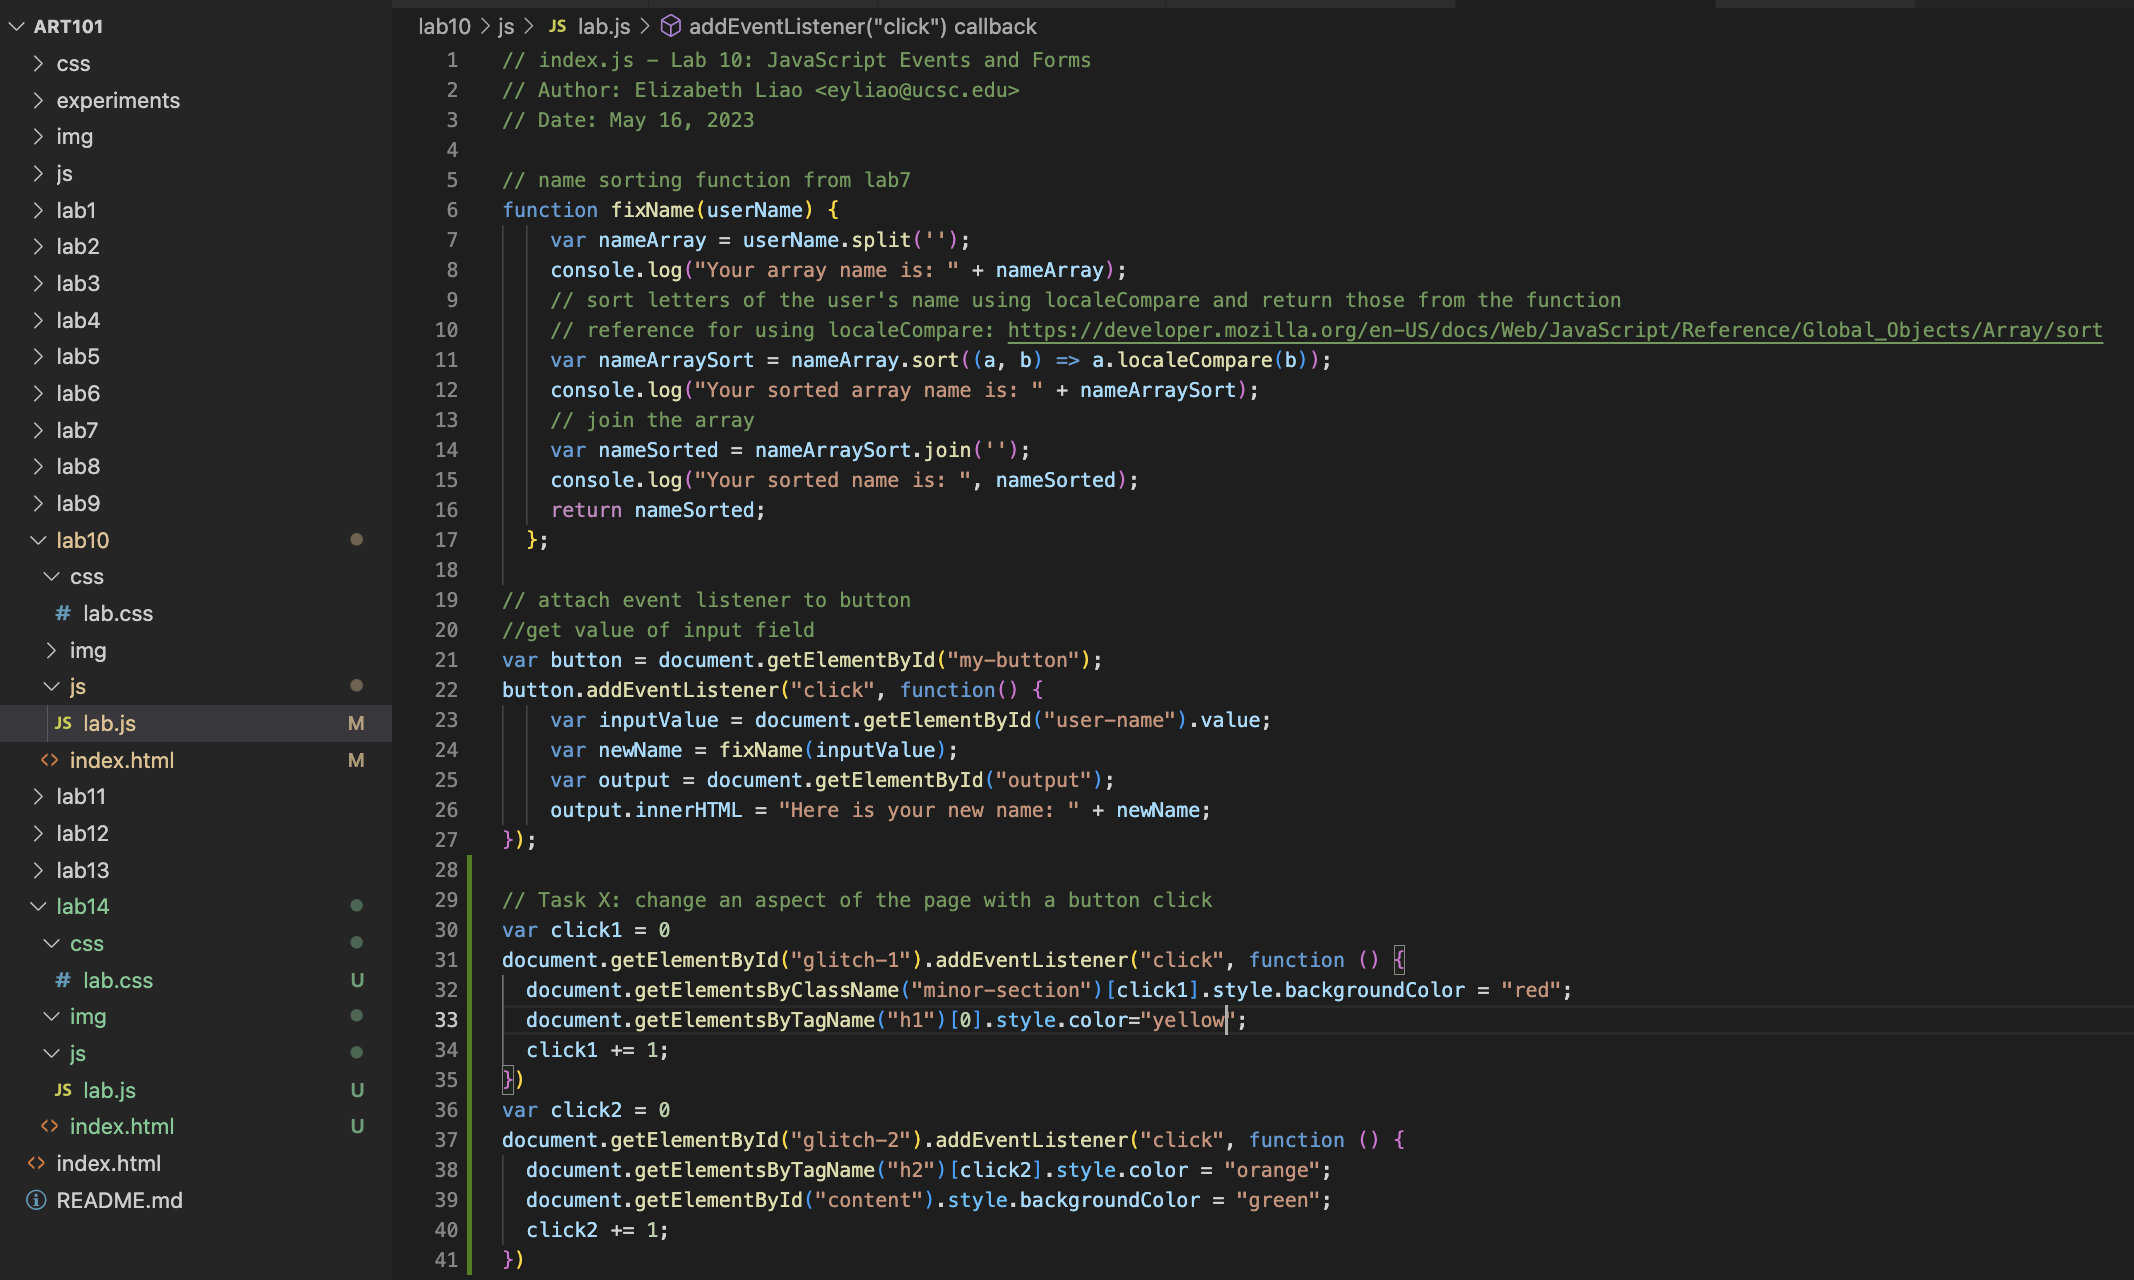 ART101
css
experiments
img
js
lab1
lab2
lab3
lab4
lab5
lab6
lab7
lab8
lab9
lab10
css
# lab.css
img
js
JS lab.js M
<> index.html M
lab11
lab12
lab13
lab14
css
# lab.css U
img
js
JS lab.js U
<> index.html U
<> index.html
README.md
lab10 > js > JS lab.js > addEventListener("click") callback
1 // index.js - Lab 10: JavaScript Events and Forms
2 // Author: Elizabeth Liao <eyliao@ucsc.edu>
3 // Date: May 16, 2023
4
5 // name sorting function from lab7
6 function fixName(userName) {
7 var nameArray = userName.split('');
8 console.log("Your array name is: " + nameArray);
9 // sort letters of the user's name using localeCompare and return those from the function
10 // reference for using localeCompare: https://developer.mozilla.org/en-US/docs/Web/JavaScript/Reference/Global_Objects/Array/sort
11 var nameArraySort = nameArray.sort((a, b) => a.localeCompare(b));
12 console.log("Your sorted array name is: " + nameArraySort);
13 // join the array
14 var nameSorted = nameArraySort.join('');
15 console.log("Your sorted name is: ", nameSorted);
16 return nameSorted;
17 };
18
19 // attach event listener to button
20 //get value of input field
21 var button = document.getElementById("my-button");
22 button.addEventListener("click", function() {
23 var inputValue = document.getElementById("user-name").value;
24 var newName = fixName(inputValue);
25 var output = document.getElementById("output");
26 output.innerHTML = "Here is your new name: " + newName;
27 });
28
29 // Task X: change an aspect of the page with a button click
30 var click1 = 0
31 document.getElementById("glitch-1").addEventListener("click", function () {
32 document.getElementsByClassName("minor-section")[click1].style.backgroundColor = "red";
33 document.getElementsByTagName("h1")[0].style.color="yellow";
34 click1 += 1;
35 })
36 var click2 = 0
37 document.getElementById("glitch-2").addEventListener("click", function () {
38 document.getElementsByTagName("h2")[click2].style.color = "orange";
39 document.getElementById("content").style.backgroundColor = "green";
40 click2 += 1;
41 })